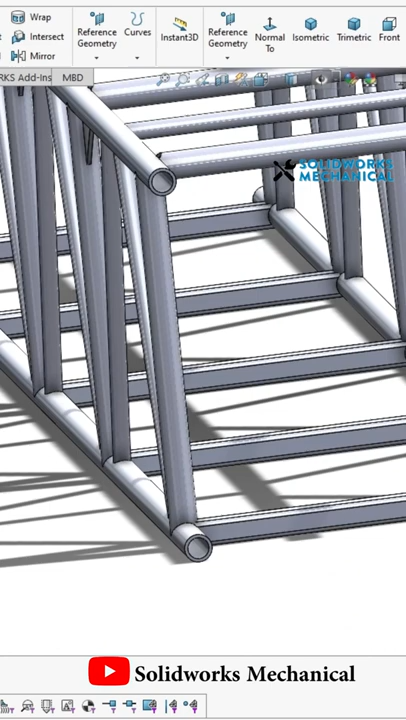 Wrap
Intersect
Mirror
Reference
Geometry
Curves
Instant3D
Reference
Geometry
Normal
To
Isometric
Trimetric
Front
RKS Add-Ins
MBD
SOLIDWORKS
MECHANICAL
Solidworks Mechanical